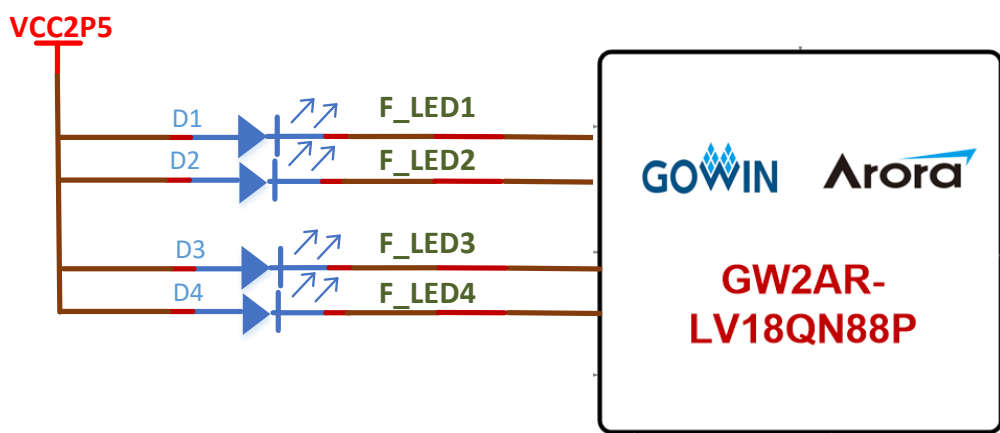 VCC2P5
D1
F_LED1
D2
F_LED2
D3
F_LED3
D4
F_LED4
GOWIN
Arora
GW2AR-
LV18QN88P